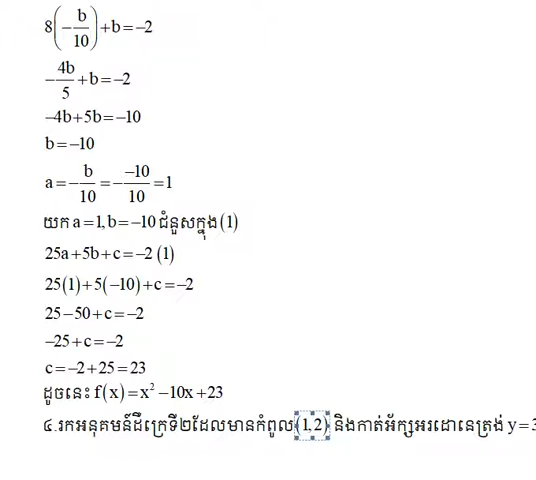 8(−b/10)+b=−2
−4b/5+b=−2
−4b+5b=−10
b=−10
a=−b/10=−−10/10=1
យក a=1,b=−10 ជំនួសក្នុង (1)
25a+5b+c=−2 (1)
25(1)+5(−10)+c=−2
25−50+c=−2
−25+c=−2
c=−2+25=23
ដូចនេះ f(x)=x²−10x+23
៤.រកអនុគមន៍ដឺក្រេទី២ដែលមានកំពូល (1,2) និងកាត់អ័ក្សអរដោនេត្រង់ y=3